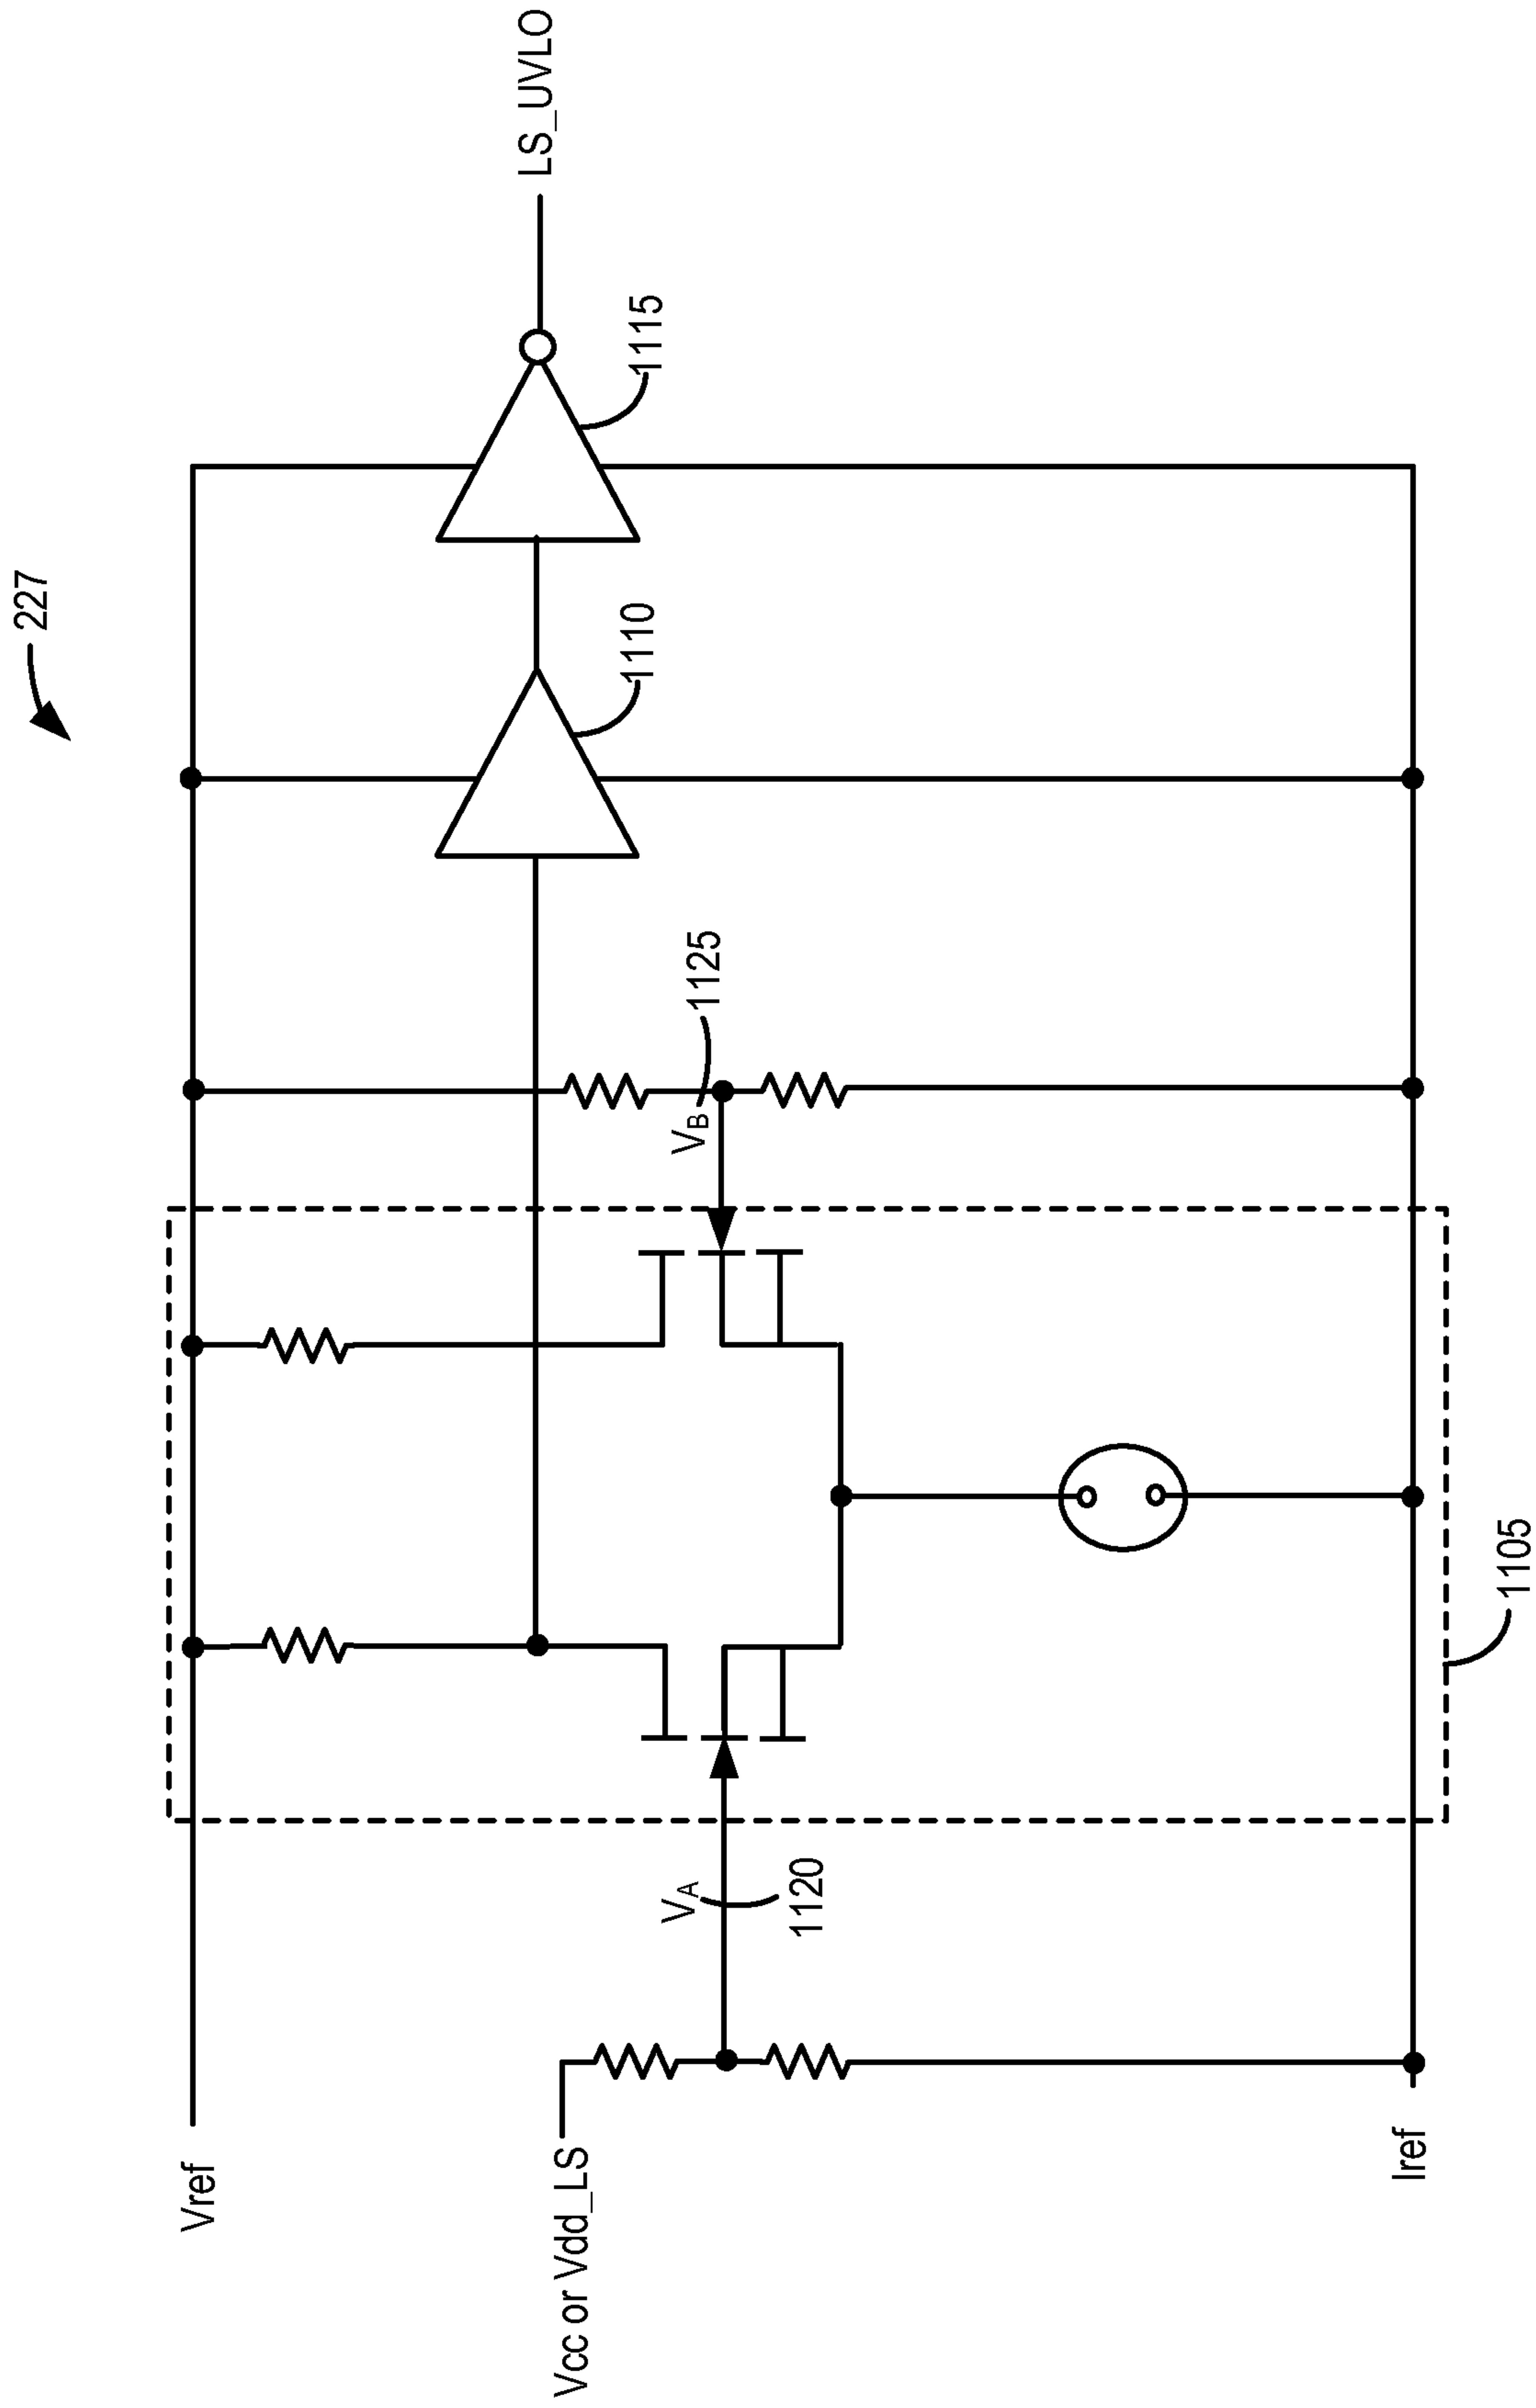 227
Vref
Vcc or Vdd_LS
Iref
VA
1120
VB
1125
1105
1110
1115
LS_UVLO